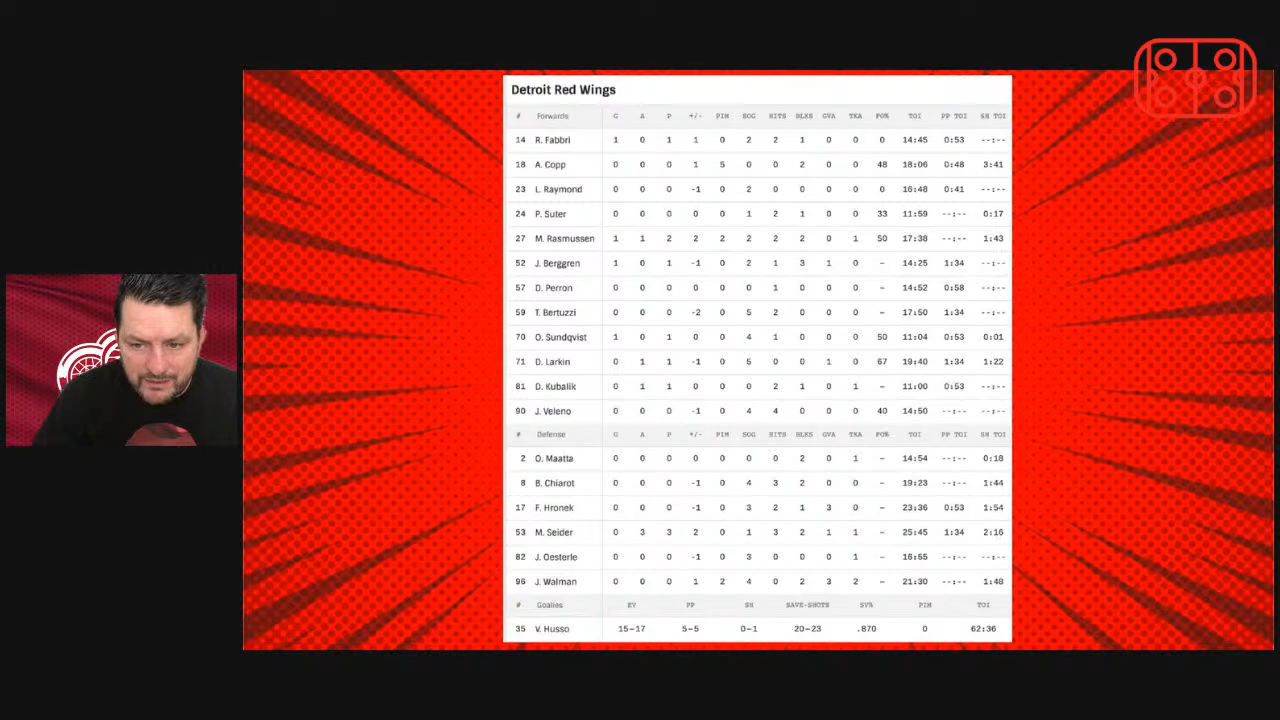 Detroit Red Wings
# Forwards G A P +/- PIM SOG HITS BLKS GVA TKA FO% TOI PP TOI SH TOI
14 R. Fabbri 1 0 1 1 0 2 2 1 0 0 0 14:45 0:53 --:--
18 A. Copp 0 0 0 1 5 0 0 2 0 0 48 18:06 0:48 3:41
23 L. Raymond 0 0 0 -1 0 2 0 0 0 0 0 16:48 0:41 --:--
24 P. Suter 0 0 0 0 0 1 2 1 0 0 33 11:59 --:-- 0:17
27 M. Rasmussen 1 1 2 2 2 2 2 2 0 1 50 17:38 --:-- 1:43
52 J. Berggren 1 0 1 -1 0 2 1 3 1 0 - 14:25 1:34 --:--
57 D. Perron 0 0 0 0 0 0 1 0 0 0 - 14:52 0:58 --:--
59 T. Bertuzzi 0 0 0 -2 0 5 2 0 0 0 - 17:50 1:34 --:--
70 O. Sundqvist 1 0 1 0 0 4 1 0 0 0 50 11:04 0:53 0:01
71 D. Larkin 0 1 1 -1 0 5 0 0 1 0 67 19:40 1:34 1:22
81 D. Kubalik 0 1 1 0 0 0 2 1 0 1 - 11:00 0:53 --:--
90 J. Veleno 0 0 0 -1 0 4 4 0 0 0 40 14:50 --:-- --:--
# Defense G A P +/- PIM SOG HITS BLKS GVA TKA FO% TOI PP TOI SH TOI
2 O. Maatta 0 0 0 0 0 0 0 2 0 1 - 14:54 --:-- 0:18
8 B. Chiarot 0 0 0 -1 0 4 3 2 0 0 - 19:23 --:-- 1:44
17 F. Hronek 0 0 0 -1 0 3 2 1 3 0 - 23:36 0:53 1:54
53 M. Seider 0 3 3 2 0 1 3 2 1 1 - 25:45 1:34 2:16
82 J. Oesterle 0 0 0 -1 0 3 0 0 0 1 - 16:55 --:-- --:--
96 J. Walman 0 0 0 1 2 4 0 2 3 2 - 21:30 --:-- 1:48
# Goalies EV PP SH SAVE-SHOTS SV% PIM TOI
35 V. Husso 15-17 5-5 0-1 20-23 .870 0 62:36